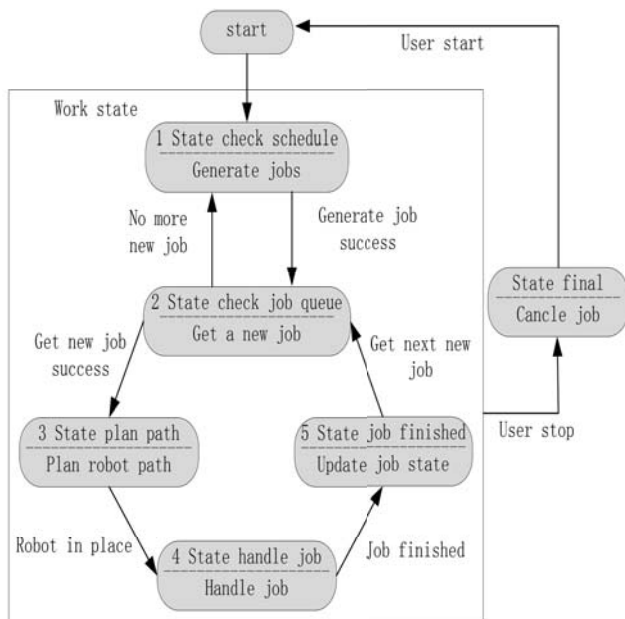 start
User start
Work state
1 State check schedule
Generate jobs
No more
new job
Generate job
success
2 State check job queue
Get a new job
State final
Cancle job
Get new job
success
Get next new
job
User stop
3 State plan path
Plan robot path
5 State job finished
Update job state
Robot in place
4 State handle job
Handle job
Job finished